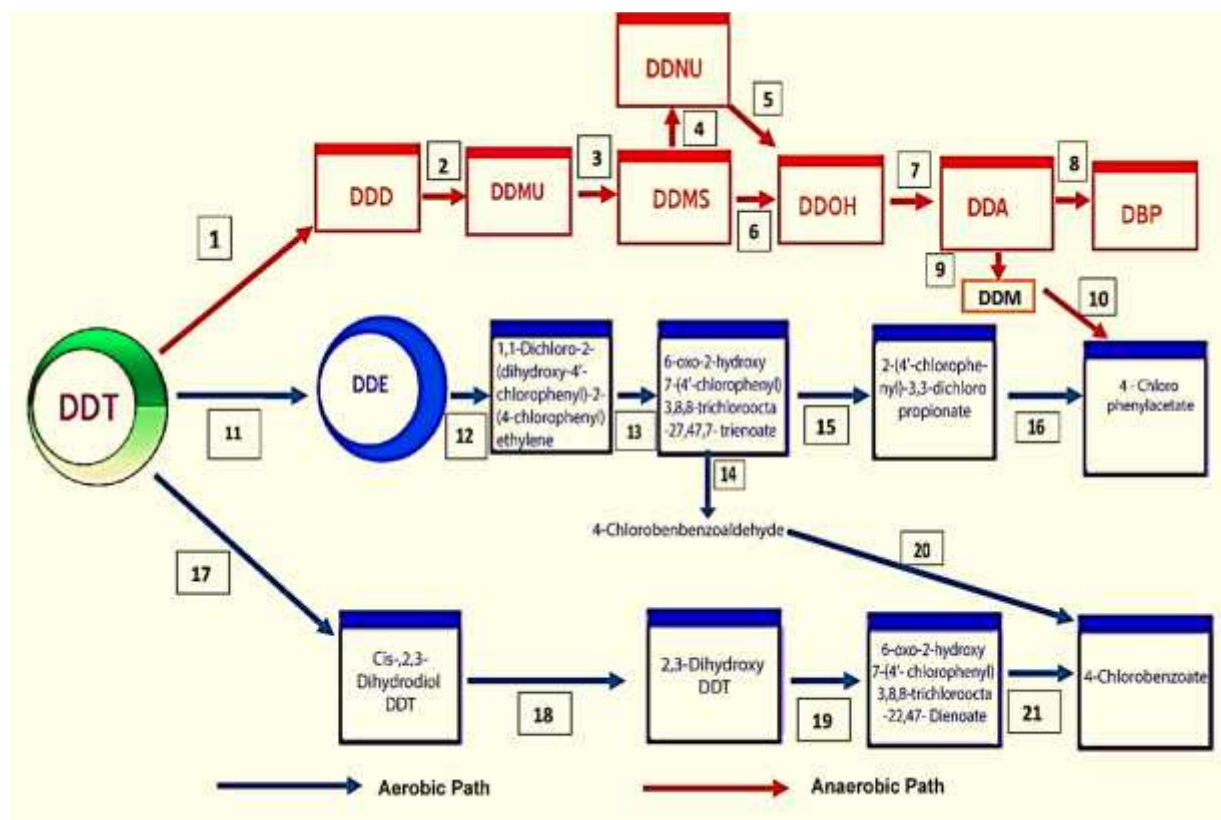 DDNU
5
4
2
3
7
8
DDD
DDMU
DDMS
DDOH
DDA
DBP
1
6
9
DDM
10
DDT
11
DDE
12
1,1-Dichloro-2-
(dihydroxy-4'-
chlorophenyl)-2-
(4-chlorophenyl)
ethylene
13
6-oxo-2-hydroxy
7-(4'-chlorophenyl)
3,8,8-trichloroocta
-27,47,7- trienoate
15
2-(4'-chlorophe-
nyl)-3,3-dichloro
propionate
16
4 - Chloro
phenylacetate
14
4-Chlorobenbenzoaldehyde
20
17
Cis-,2,3-
Dihydrodiol
DDT
18
2,3-Dihydroxy
DDT
19
6-oxo-2-hydroxy
7-(4'- chlorophenyl)
3,8,8-trichloroocta
-22,47- Dienoate
21
4-Chlorobenzoate
Aerobic Path
Anaerobic Path